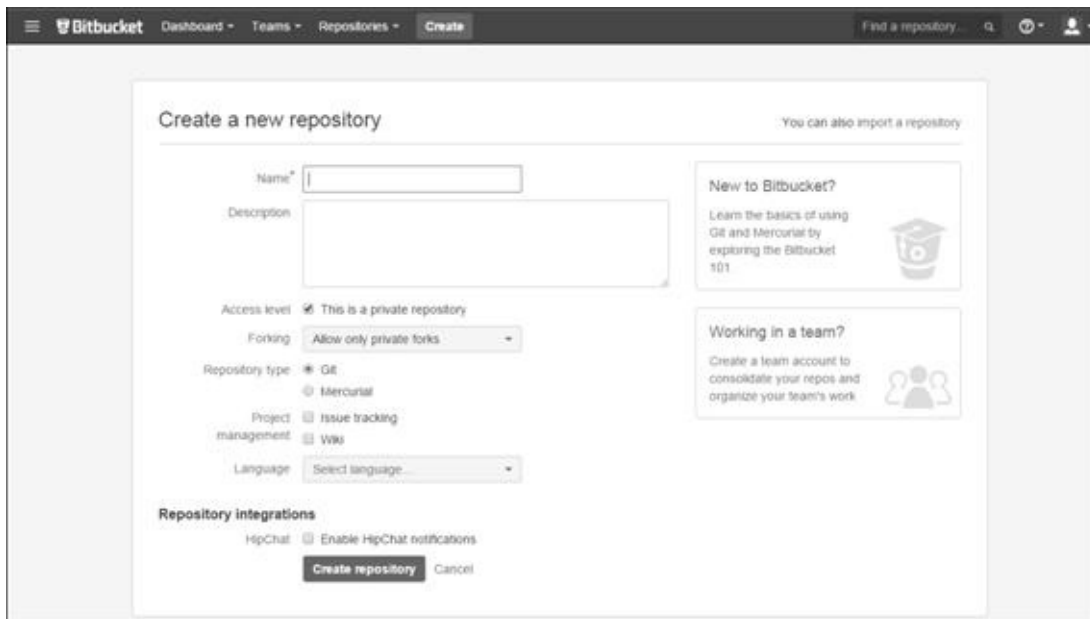 Bitbucket Dashboard Teams Repositories Create Find a repository...
Create a new repository
You can also import a repository
Name*
Description
Access level This is a private repository
Forking Allow only private forks
Repository type Git
Mercurial
Project management Issue tracking
Wiki
Language Select language...
Repository integrations
HipChat Enable HipChat notifications
Create repository Cancel
New to Bitbucket?
Learn the basics of using
Git and Mercurial by
exploring the Bitbucket
101
Working in a team?
Create a team account to
consolidate your repos and
organize your team's work